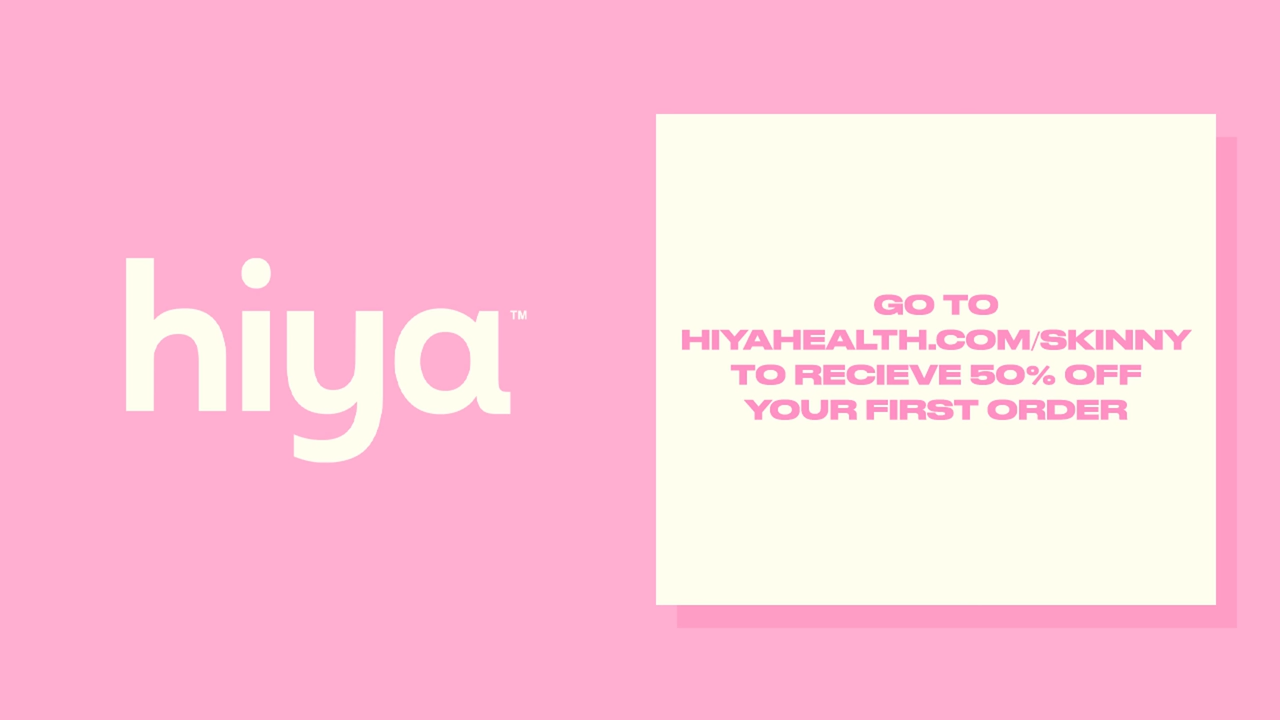 hiya™
GO TO
HIYAHEALTH.COM/SKINNY
TO RECIEVE 50% OFF
YOUR FIRST ORDER